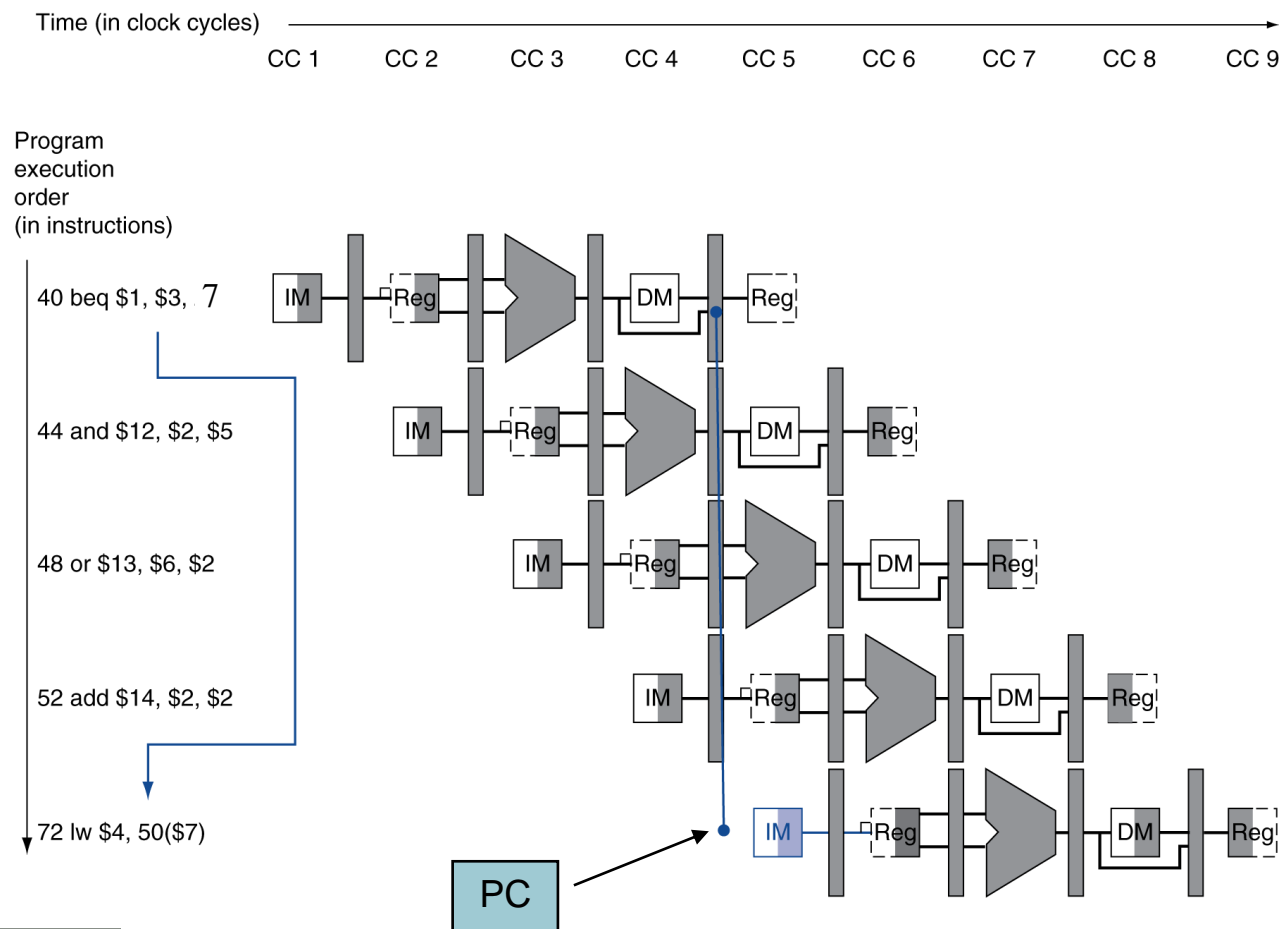 Time (in clock cycles)
CC 1 CC 2 CC 3 CC 4 CC 5 CC 6 CC 7 CC 8 CC 9
Program
execution
order
(in instructions)
40 beq $1, $3, 7
IM Reg DM Reg
44 and $12, $2, $5
IM Reg DM Reg
48 or $13, $6, $2
IM Reg DM Reg
52 add $14, $2, $2
IM Reg DM Reg
72 lw $4, 50($7)
IM Reg DM Reg
PC